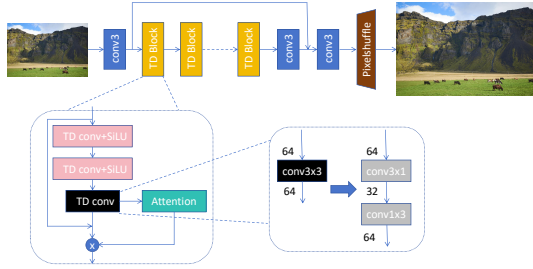 conv3
TD Block
TD Block
TD Block
conv3
conv3
Pixelshuffle
TD conv+SiLU
TD conv+SiLU
TD conv
Attention
x
64
conv3x3
64
64
conv3x1
32
conv1x3
64